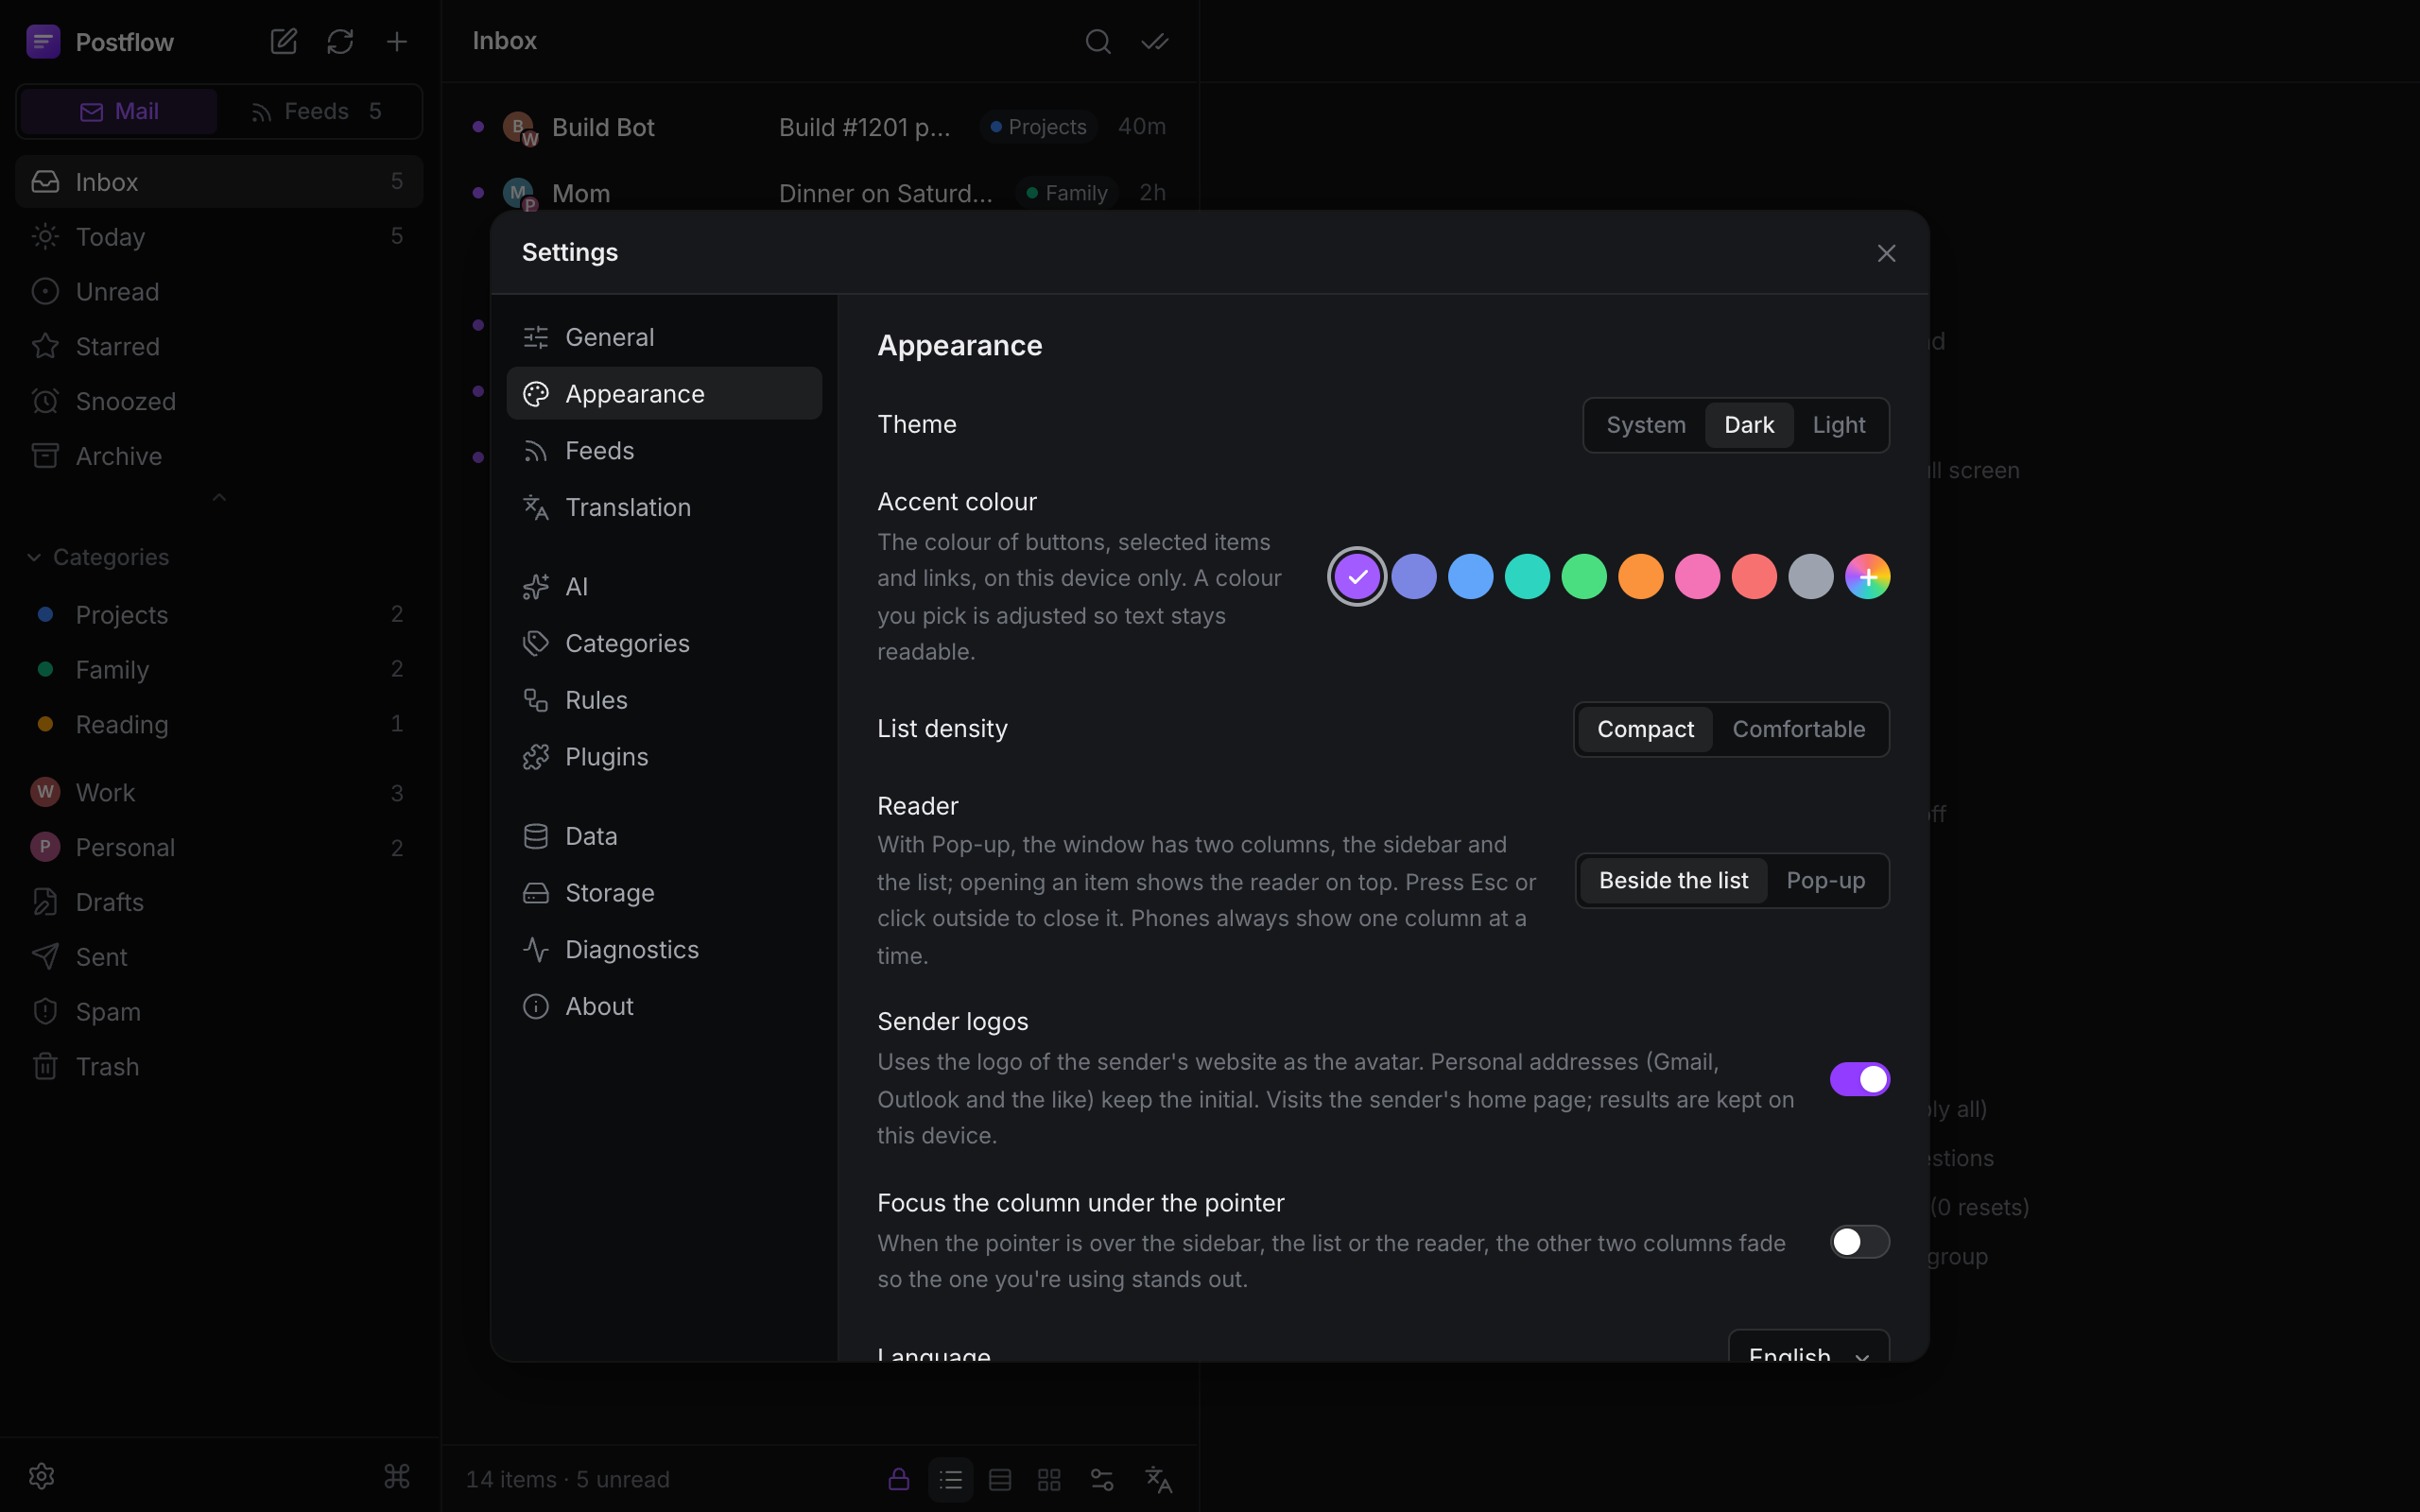 Postflow
Mail
Feeds 5
Inbox 5
Today 5
Unread
Starred
Snoozed
Archive
Categories
Projects 2
Family 2
Reading 1
W Work 3
P Personal 2
Drafts
Sent
Spam
Trash
Inbox
B W Build Bot Build #1201 p... Projects 40m
M P Mom Dinner on Saturd... Family 2h
Settings
General
Appearance
Feeds
Translation
AI
Categories
Rules
Plugins
Data
Storage
Diagnostics
About
Appearance
Theme
System Dark Light
Accent colour
The colour of buttons, selected items
and links, on this device only. A colour
you pick is adjusted so text stays
readable.
List density
Compact Comfortable
Reader
With Pop-up, the window has two columns, the sidebar and
the list; opening an item shows the reader on top. Press Esc or
click outside to close it. Phones always show one column at a
time.
Beside the list Pop-up
Sender logos
Uses the logo of the sender's website as the avatar. Personal addresses (Gmail,
Outlook and the like) keep the initial. Visits the sender's home page; results are kept on
this device.
Focus the column under the pointer
When the pointer is over the sidebar, the list or the reader, the other two columns fade
so the one you're using stands out.
Language
English
screen
all)
(0 resets)
group
14 items · 5 unread